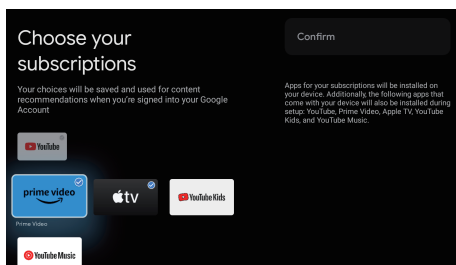 Choose your
subscriptions
Your choices will be saved and used for content
recommendations when you're signed into your Google
Account
YouTube
prime video
tv
YouTube Kids
Prime Video
YouTube Music
Confirm
Apps for your subscriptions will be installed on
your device. Additionally, the following apps that
come with your device will also be installed during
setup: YouTube, Prime Video, Apple TV, YouTube
Kids, and YouTube Music.